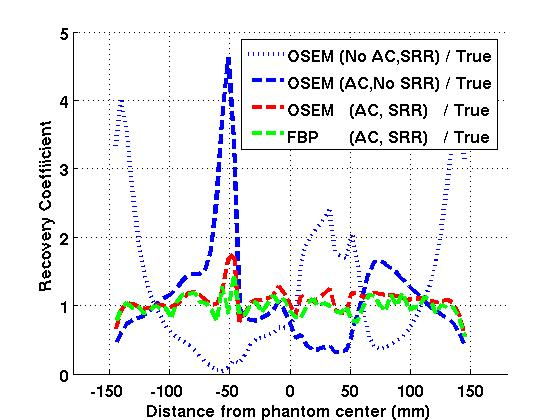 Recovery Coeffiicient
5
4
3
2
1
0
OSEM (No AC,SRR) / True
OSEM (AC,No SRR) / True
OSEM (AC, SRR) / True
FBP (AC, SRR) / True
-150 -100 -50 0 50 100 150
Distance from phantom center (mm)